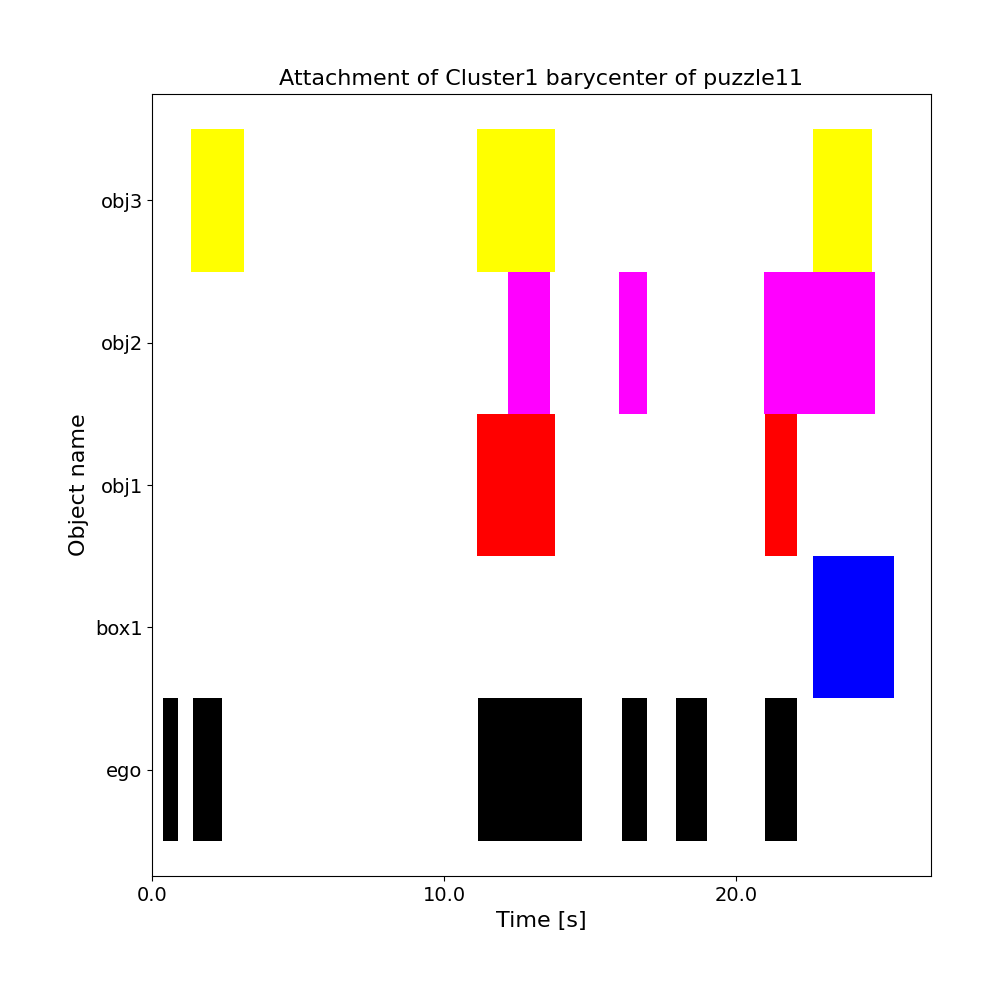 Attachment of Cluster1 barycenter of puzzle11
obj3
obj2
obj1
box1
ego
Object name
0.0 10.0 20.0
Time [s]